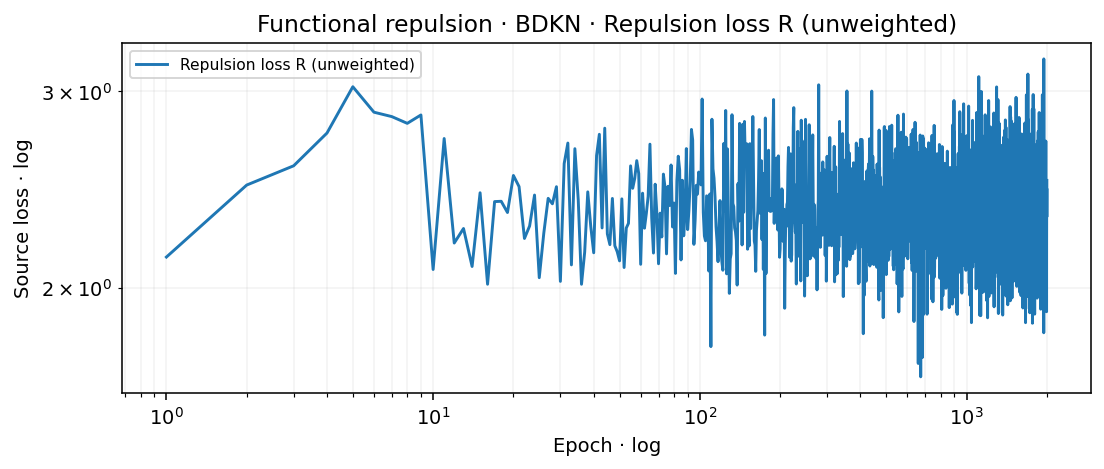 Functional repulsion · BDKN · Repulsion loss R (unweighted)
Repulsion loss R (unweighted)
Source loss · log
3 × 10⁰
2 × 10⁰
10⁰ 10¹ 10² 10³
Epoch · log